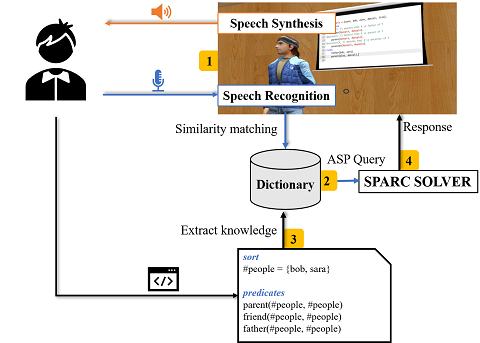 Speech Synthesis
1
Speech Recognition
Similarity matching
Response
ASP Query
4
Dictionary
2
SPARC SOLVER
Extract knowledge
3
</>
sort
#people = {bob, sara}
predicates
parent(#people, #people)
friend(#people, #people)
father(#people, #people)